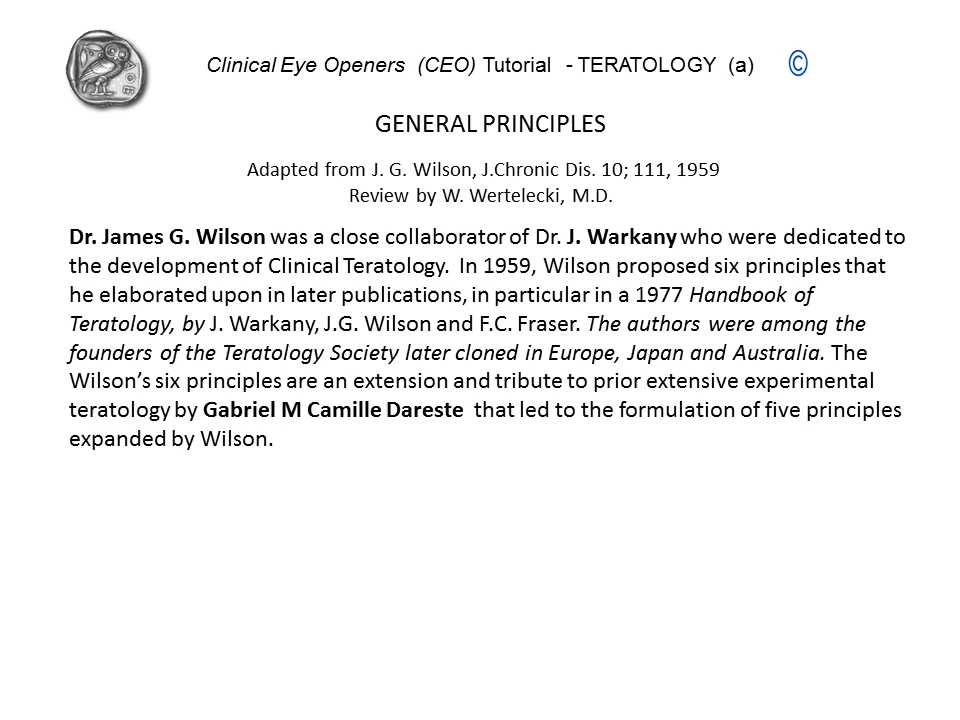 Clinical Eye Openers (CEO) Tutorial - TERATOLOGY (a) ©
GENERAL PRINCIPLES
Adapted from J. G. Wilson, J.Chronic Dis. 10; 111, 1959
Review by W. Wertelecki, M.D.
Dr. James G. Wilson was a close collaborator of Dr. J. Warkany who were dedicated to
the development of Clinical Teratology. In 1959, Wilson proposed six principles that
he elaborated upon in later publications, in particular in a 1977 Handbook of
Teratology, by J. Warkany, J.G. Wilson and F.C. Fraser. The authors were among the
founders of the Teratology Society later cloned in Europe, Japan and Australia. The
Wilson’s six principles are an extension and tribute to prior extensive experimental
teratology by Gabriel M Camille Dareste that led to the formulation of five principles
expanded by Wilson.